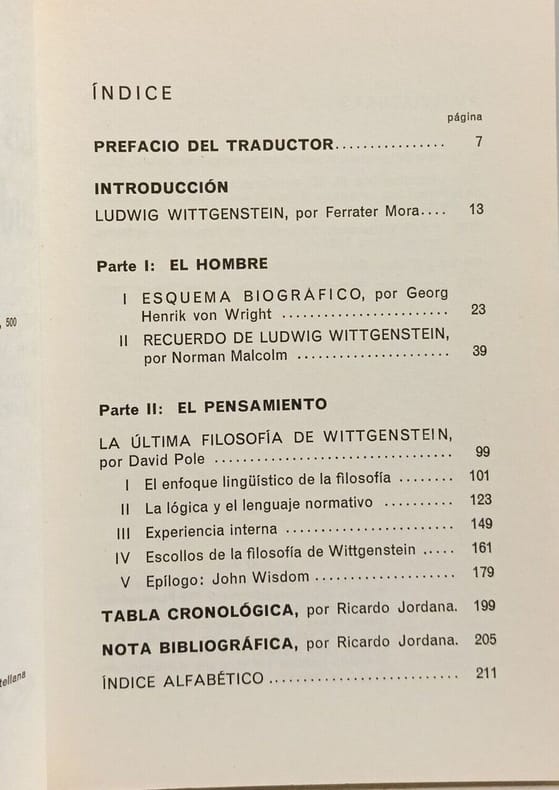 ÍNDICE
página
PREFACIO DEL TRADUCTOR................ 7
INTRODUCCIÓN
LUDWIG WITTGENSTEIN, por Ferrater Mora.... 13
Parte I: EL HOMBRE
I ESQUEMA BIOGRÁFICO, por Georg
Henrik von Wright ........................ 23
II RECUERDO DE LUDWIG WITTGENSTEIN,
por Norman Malcolm ...................... 39
Parte II: EL PENSAMIENTO
LA ÚLTIMA FILOSOFÍA DE WITTGENSTEIN,
por David Pole .................................. 99
I El enfoque lingüístico de la filosofía ........ 101
II La lógica y el lenguaje normativo .......... 123
III Experiencia interna ........................ 149
IV Escollos de la filosofía de Wittgenstein ..... 161
V Epílogo: John Wisdom .................... 179
TABLA CRONOLÓGICA, por Ricardo Jordana. 199
NOTA BIBLIOGRÁFICA, por Ricardo Jordana. 205
ÍNDICE ALFABÉTICO ........................... 211
, 500
tellana